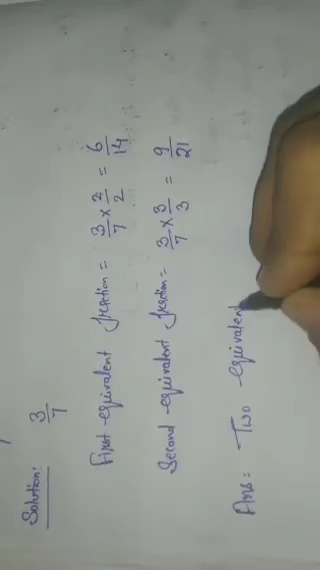 Solution:
3/7
First equivalent fraction = 3/7 × 2/2 = 6/14
Second equivalent fraction = 3/7 × 3/3 = 9/21
Ans: Two equivalent